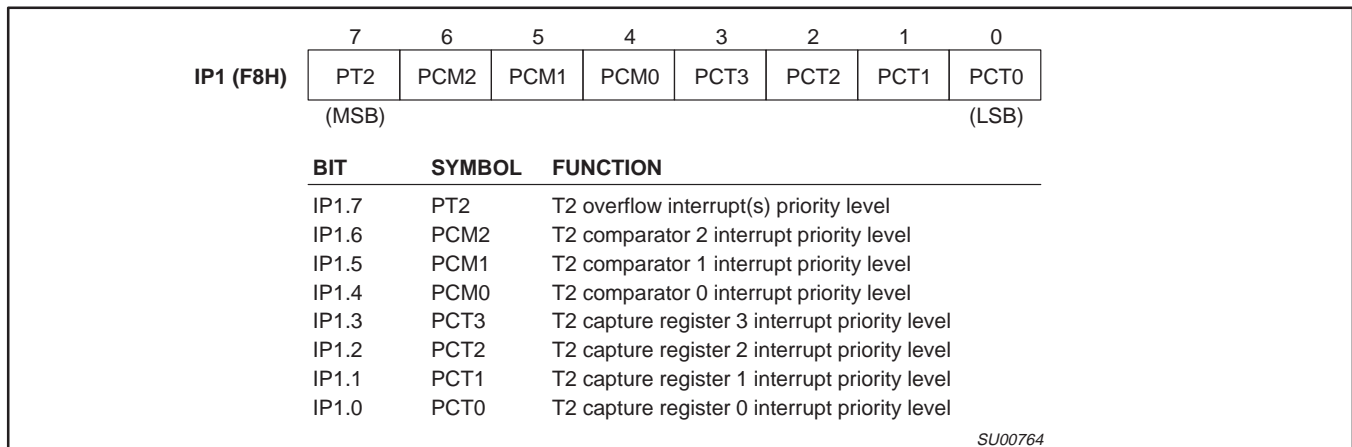 7 6 5 4 3 2 1 0
IP1 (F8H) PT2 PCM2 PCM1 PCM0 PCT3 PCT2 PCT1 PCT0
(MSB) (LSB)
BIT SYMBOL FUNCTION
IP1.7 PT2 T2 overflow interrupt(s) priority level
IP1.6 PCM2 T2 comparator 2 interrupt priority level
IP1.5 PCM1 T2 comparator 1 interrupt priority level
IP1.4 PCM0 T2 comparator 0 interrupt priority level
IP1.3 PCT3 T2 capture register 3 interrupt priority level
IP1.2 PCT2 T2 capture register 2 interrupt priority level
IP1.1 PCT1 T2 capture register 1 interrupt priority level
IP1.0 PCT0 T2 capture register 0 interrupt priority level
SU00764